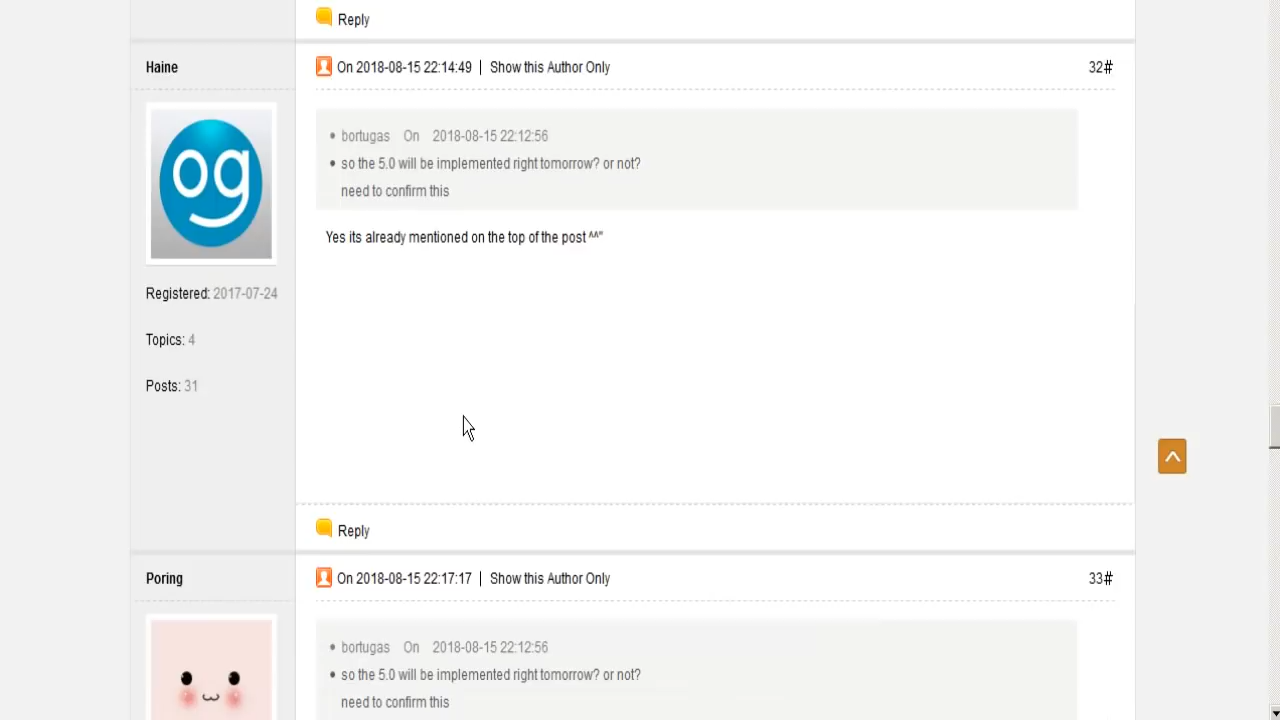 Reply
Haine
On 2018-08-15 22:14:49 | Show this Author Only
32#
og
• bortugas On 2018-08-15 22:12:56
• so the 5.0 will be implemented right tomorrow? or not?
need to confirm this
Yes its already mentioned on the top of the post ^^"
Registered: 2017-07-24
Topics: 4
Posts: 31
Reply
Poring
On 2018-08-15 22:17:17 | Show this Author Only
33#
• bortugas On 2018-08-15 22:12:56
• so the 5.0 will be implemented right tomorrow? or not?
need to confirm this